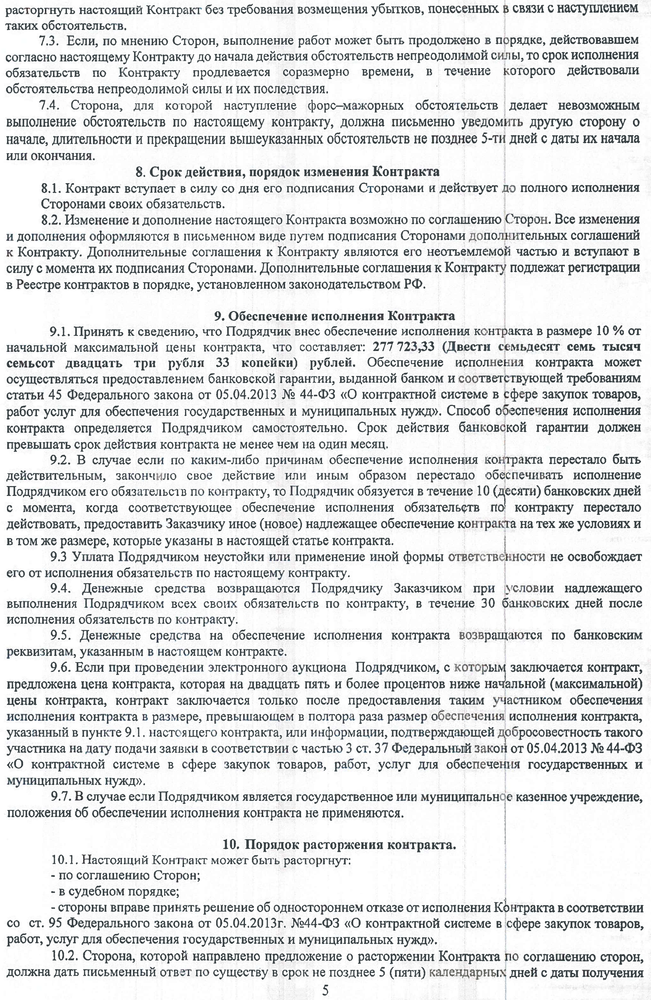 расторгнуть настоящий Контракт без требования возмещения убытков, понесенных в связи с наступлением
таких обстоятельств.
7.3. Если, по мнению Сторон, выполнение работ может быть продолжено в порядке, действовавшем
согласно настоящему Контракту до начала действия обстоятельств непреодолимой силы, то срок исполнения
обязательств по Контракту продлевается соразмерно времени, в течение которого действовали
обстоятельства непреодолимой силы и их последствия.
7.4. Сторона, для которой наступление форс–мажорных обстоятельств делает невозможным
выполнение обстоятельств по настоящему контракту, должна письменно уведомить другую сторону о
начале, длительности и прекращении вышеуказанных обстоятельств не позднее 5-ти дней с даты их начала
или окончания.
8. Срок действия, порядок изменения Контракта
8.1. Контракт вступает в силу со дня его подписания Сторонами и действует до полного исполнения
Сторонами своих обязательств.
8.2. Изменение и дополнение настоящего Контракта возможно по соглашению Сторон. Все изменения
и дополнения оформляются в письменном виде путем подписания Сторонами дополнительных соглашений
к Контракту. Дополнительные соглашения к Контракту являются его неотъемлемой частью и вступают в
силу с момента их подписания Сторонами. Дополнительные соглашения к Контракту подлежат регистрации
в Реестре контрактов в порядке, установленном законодательством РФ.
9. Обеспечение исполнения Контракта
9.1. Принять к сведению, что Подрядчик внес обеспечение исполнения контракта в размере 10 % от
начальной максимальной цены контракта, что составляет: 277 723,33 (Двести семьдесят семь тысяч
семьсот двадцать три рубля 33 копейки) рублей. Обеспечение исполнения контракта может
осуществляться предоставлением банковской гарантии, выданной банком и соответствующей требованиям
статьи 45 Федерального закона от 05.04.2013 № 44-ФЗ «О контрактной системе в сфере закупок товаров,
работ услуг для обеспечения государственных и муниципальных нужд». Способ обеспечения исполнения
контракта определяется Подрядчиком самостоятельно. Срок действия банковской гарантии должен
превышать срок действия контракта не менее чем на один месяц.
9.2. В случае если по каким-либо причинам обеспечение исполнения контракта перестало быть
действительным, закончило свое действие или иным образом перестало обеспечивать исполнение
Подрядчиком его обязательств по контракту, то Подрядчик обязуется в течение 10 (десяти) банковских дней
с момента, когда соответствующее обеспечение исполнения обязательств по контракту перестало
действовать, предоставить Заказчику иное (новое) надлежащее обеспечение контракта на тех же условиях и
в том же размере, которые указаны в настоящей статье контракта.
9.3 Уплата Подрядчиком неустойки или применение иной формы ответственности не освобождает
его от исполнения обязательств по настоящему контракту.
9.4. Денежные средства возвращаются Подрядчику Заказчиком при условии надлежащего
выполнения Подрядчиком всех своих обязательств по контракту, в течение 30 банковских дней после
исполнения обязательств по контракту.
9.5. Денежные средства на обеспечение исполнения контракта возвращаются по банковским
реквизитам, указанным в настоящем контракте.
9.6. Если при проведении электронного аукциона Подрядчиком, с которым заключается контракт,
предложена цена контракта, которая на двадцать пять и более процентов ниже начальной (максимальной)
цены контракта, контракт заключается только после предоставления таким участником обеспечения
исполнения контракта в размере, превышающем в полтора раза размер обеспечения исполнения контракта,
указанный в пункте 9.1. настоящего контракта, или информации, подтверждающей добросовестность такого
участника на дату подачи заявки в соответствии с частью 3 ст. 37 Федеральный закон от 05.04.2013 № 44-ФЗ
«О контрактной системе в сфере закупок товаров, работ, услуг для обеспечения государственных и
муниципальных нужд».
9.7. В случае если Подрядчиком является государственное или муниципальное казенное учреждение,
положения об обеспечении исполнения контракта не применяются.
10. Порядок расторжения контракта.
10.1. Настоящий Контракт может быть расторгнут:
- по соглашению Сторон;
- в судебном порядке;
- стороны вправе принять решение об одностороннем отказе от исполнения Контракта в соответствии
со ст. 95 Федерального закона от 05.04.2013г. №44-ФЗ «О контрактной системе в сфере закупок товаров,
работ, услуг для обеспечения государственных и муниципальных нужд».
10.2. Сторона, которой направлено предложение о расторжении Контракта по соглашению сторон,
должна дать письменный ответ по существу в срок не позднее 5 (пяти) календарных дней с даты получения
5